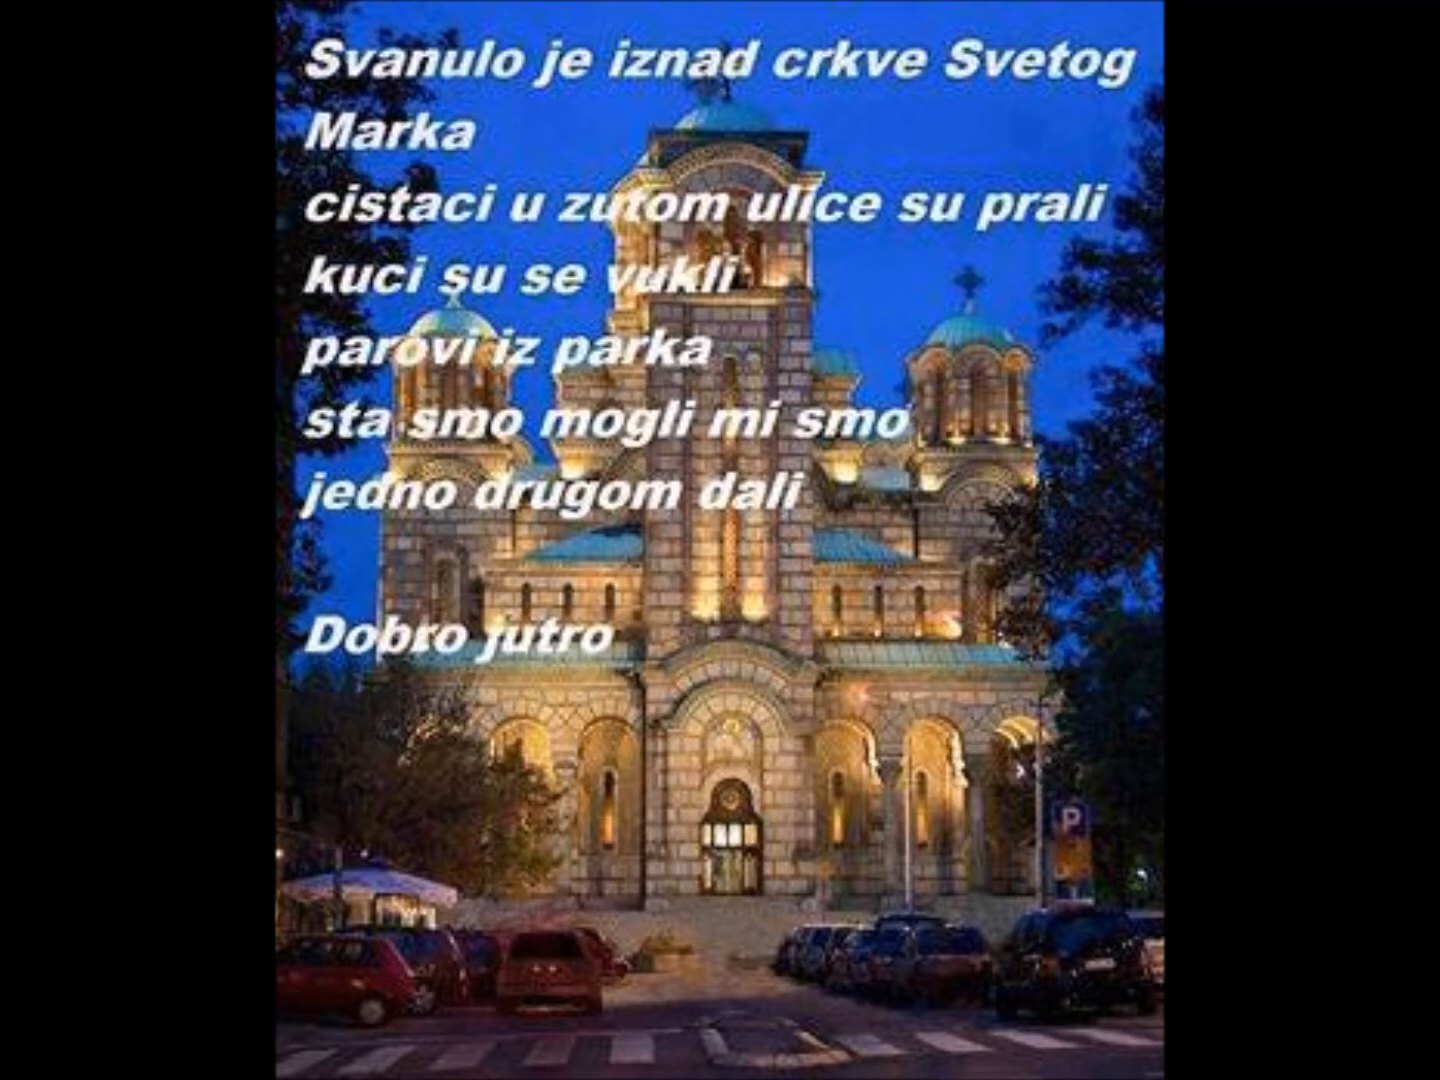 Svanulo je iznad crkve Svetog
Marka
cistaci u zutom ulice su prali
kuci su se vukli
parovi iz parka
sta smo mogli mi smo
jedno drugom dali
Dobro jutro
P